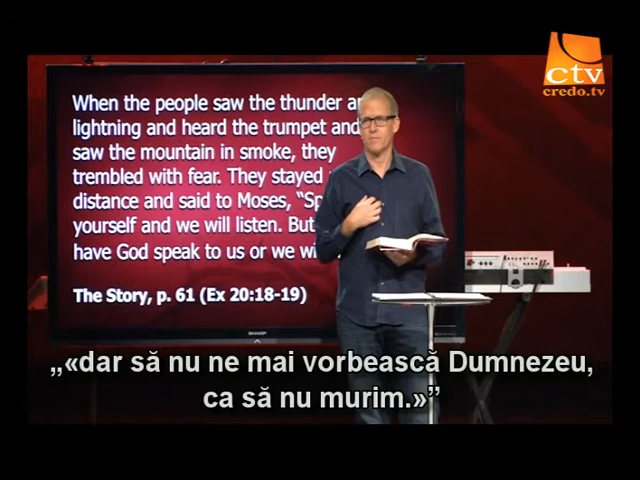 ctv
credo.tv
When the people saw the thunder
lightning and heard the trumpet and
saw the mountain in smoke, they
trembled with fear. They stayed
distance and said to Moses, “
yourself and we will listen. But
have God speak to us or we
The Story, p. 61 (Ex 20:18-19)
SHARP
„«dar să nu ne mai vorbească Dumnezeu,
ca să nu murim.»”